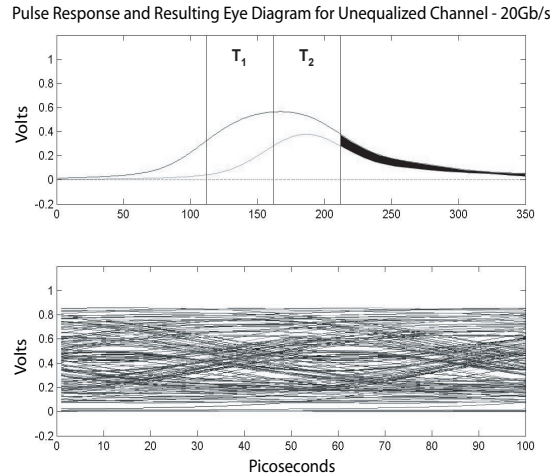 Pulse Response and Resulting Eye Diagram for Unequalized Channel - 20Gb/s
T1 T2
Volts
1
0.8
0.6
0.4
0.2
0
-0.2
0 50 100 150 200 250 300 350
Volts
1
0.8
0.6
0.4
0.2
0
-0.2
0 10 20 30 40 50 60 70 80 90 100
Picoseconds